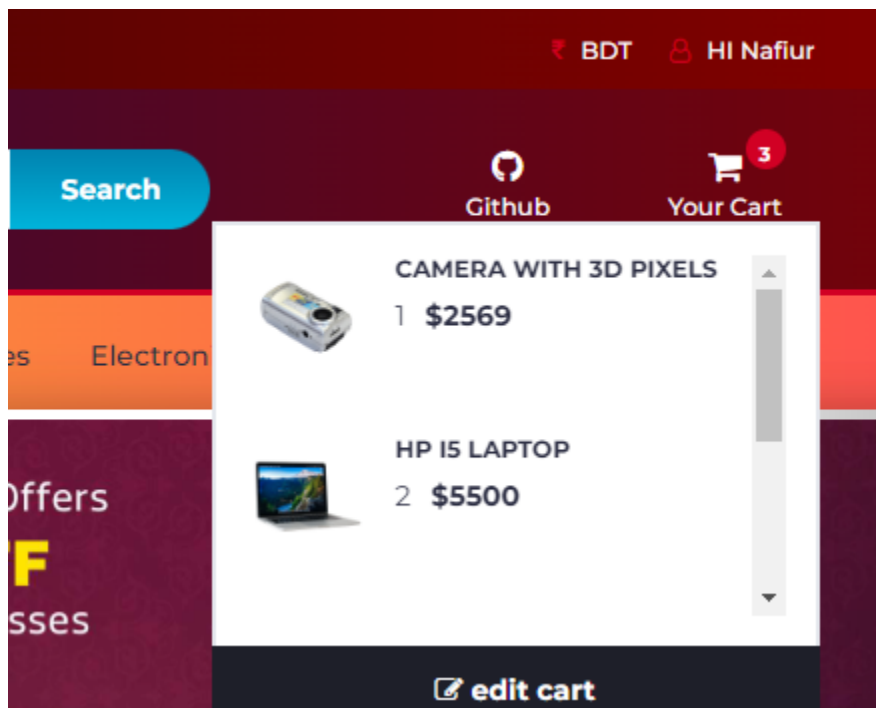 ₹ BDT HI Nafiur
3
Search Github Your Cart
CAMERA WITH 3D PIXELS
1 $2569
Electron
HP I5 LAPTOP
2 $5500
edit cart